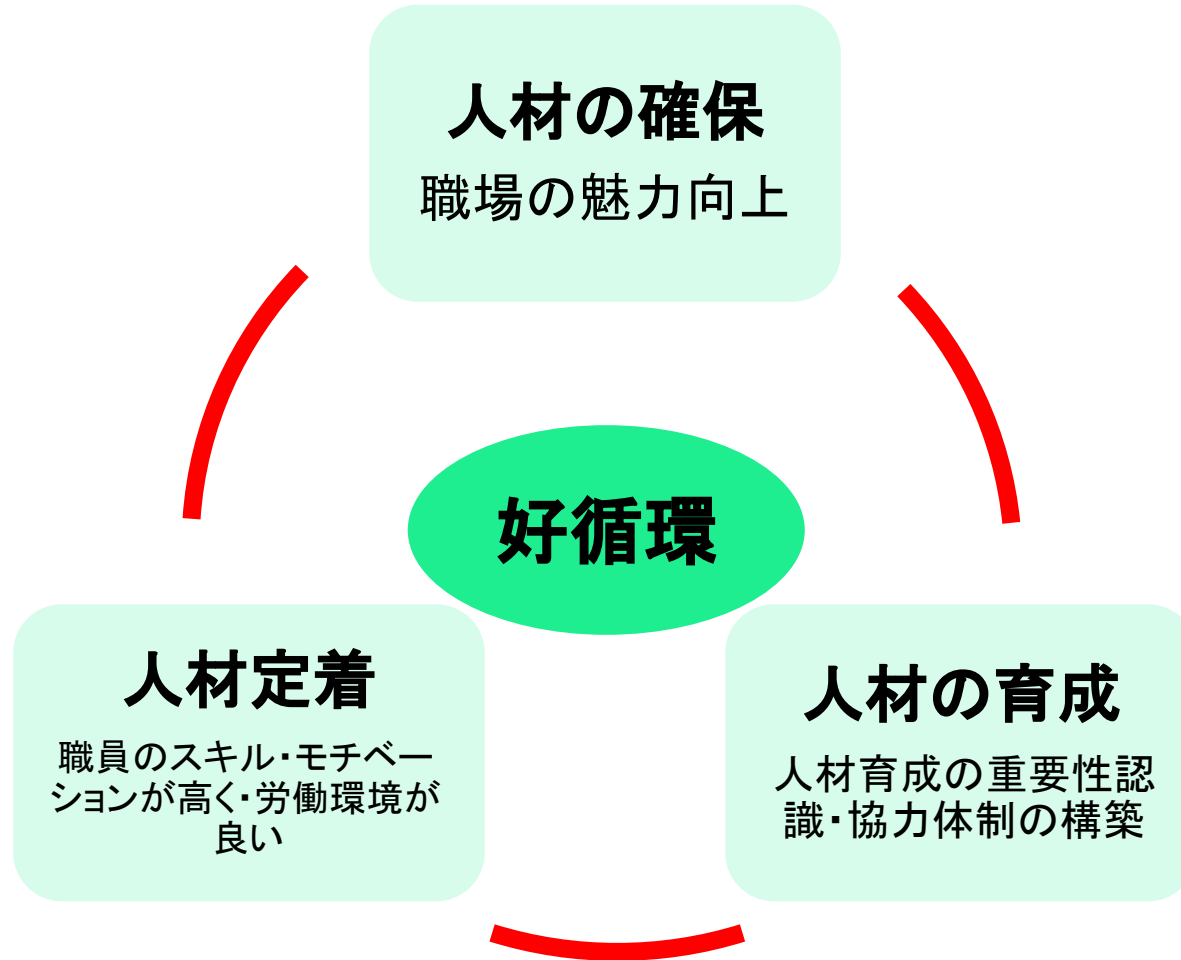 人材の確保
職場の魅力向上
好循環
人材定着
職員のスキル・モチベー
ションが高く・労働環境が
良い
人材の育成
人材育成の重要性認
識・協力体制の構築